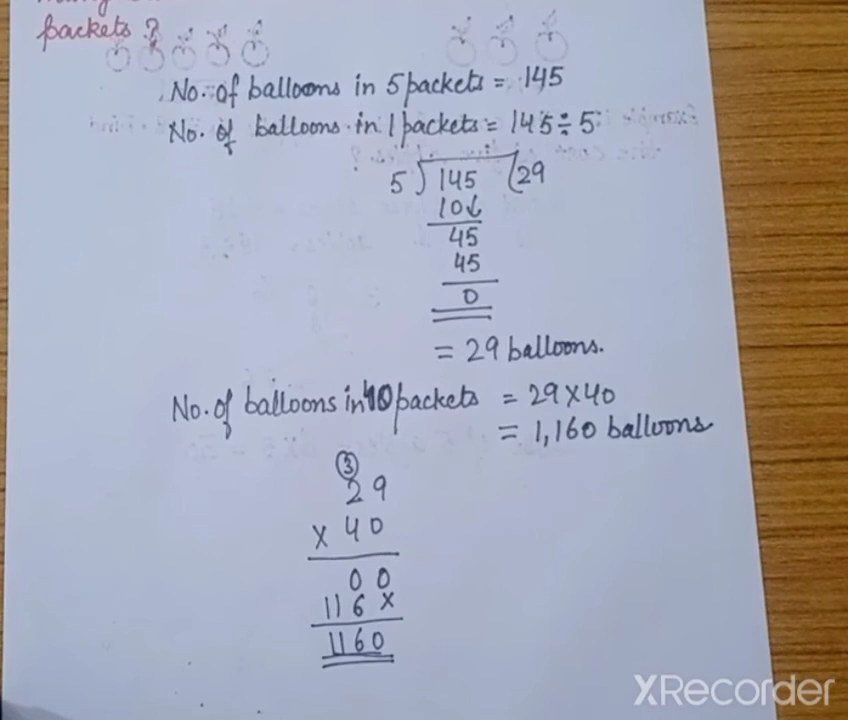 packets?
No. of balloons in 5 packets = 145
No. of balloons in 1 packets = 145÷5
5) 145 (29
10↓
45
45
0
= 29 balloons.
No. of balloons in 40 packets = 29×40
= 1,160 balloons
③
29
× 40
00
116×
1160
XRecorder